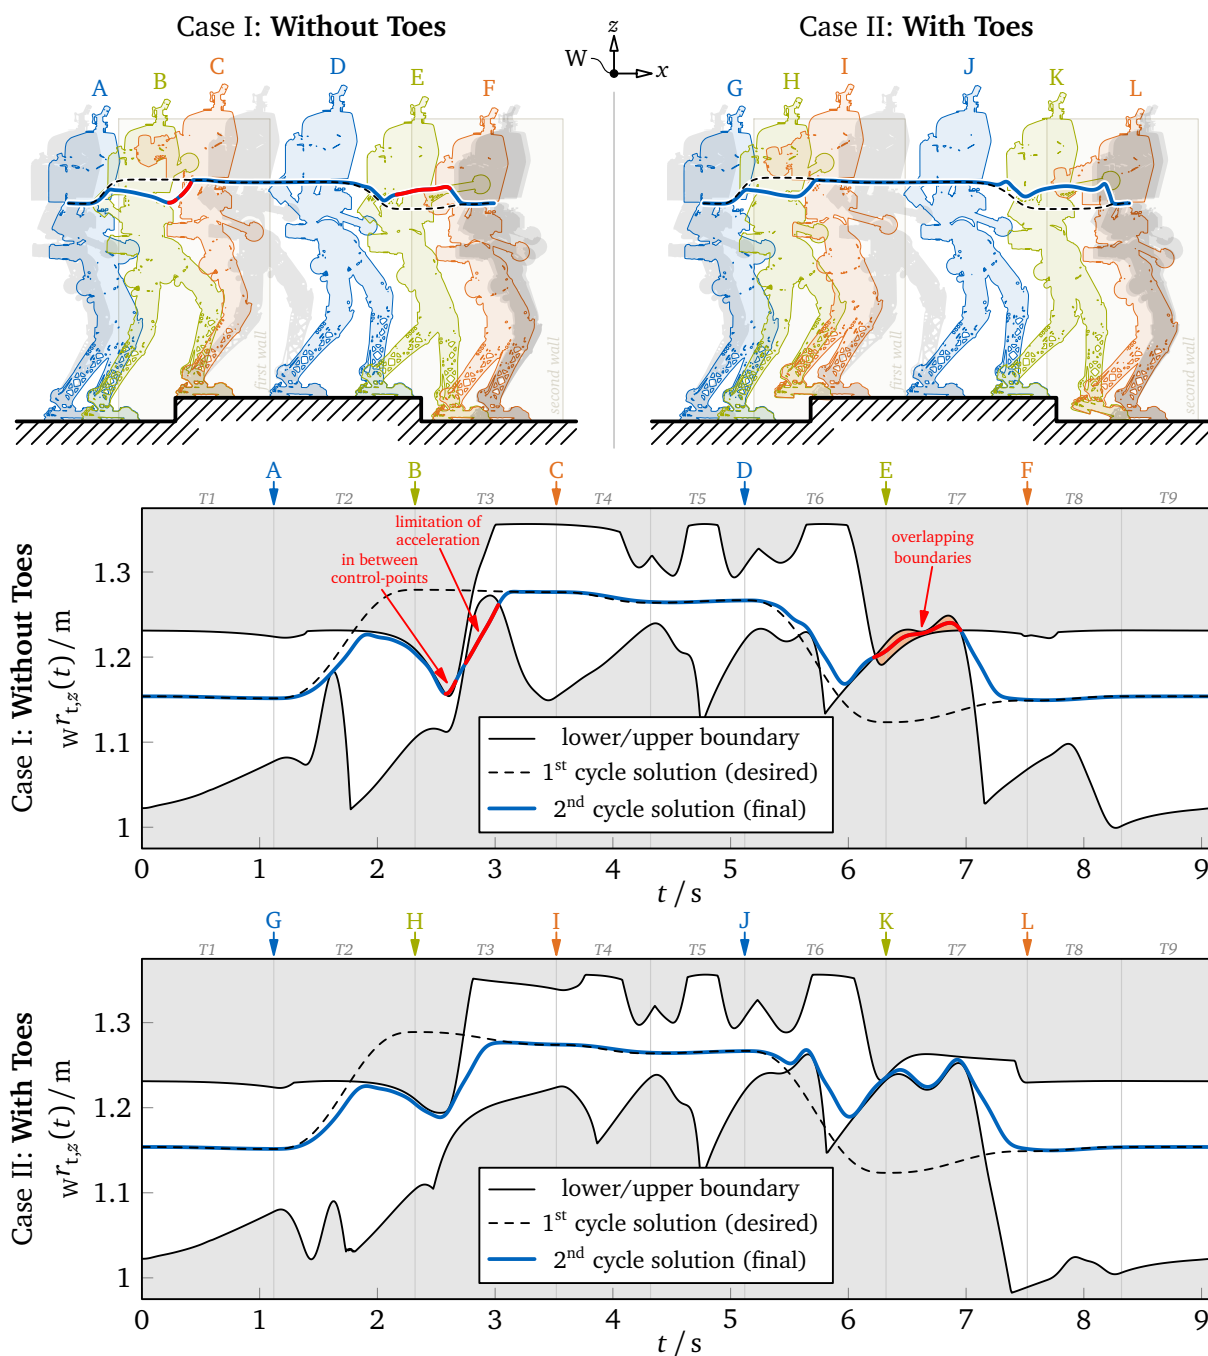 Case I: Without Toes
Case II: With Toes
z
W
x
A
B
C
D
E
F
G
H
I
J
K
L
first wall
second wall
first wall
second wall
A
B
C
D
E
F
T1
T2
T3
T4
T5
T6
T7
T8
T9
limitation of
acceleration
in between
control-points
overlapping
boundaries
Case I: Without Toes
W r t,z (t) / m
1.3
1.2
1.1
1
lower/upper boundary
1st cycle solution (desired)
2nd cycle solution (final)
0
1
2
3
4
5
6
7
8
9
t / s
G
H
I
J
K
L
T1
T2
T3
T4
T5
T6
T7
T8
T9
Case II: With Toes
W r t,z (t) / m
1.3
1.2
1.1
1
lower/upper boundary
1st cycle solution (desired)
2nd cycle solution (final)
0
1
2
3
4
5
6
7
8
9
t / s